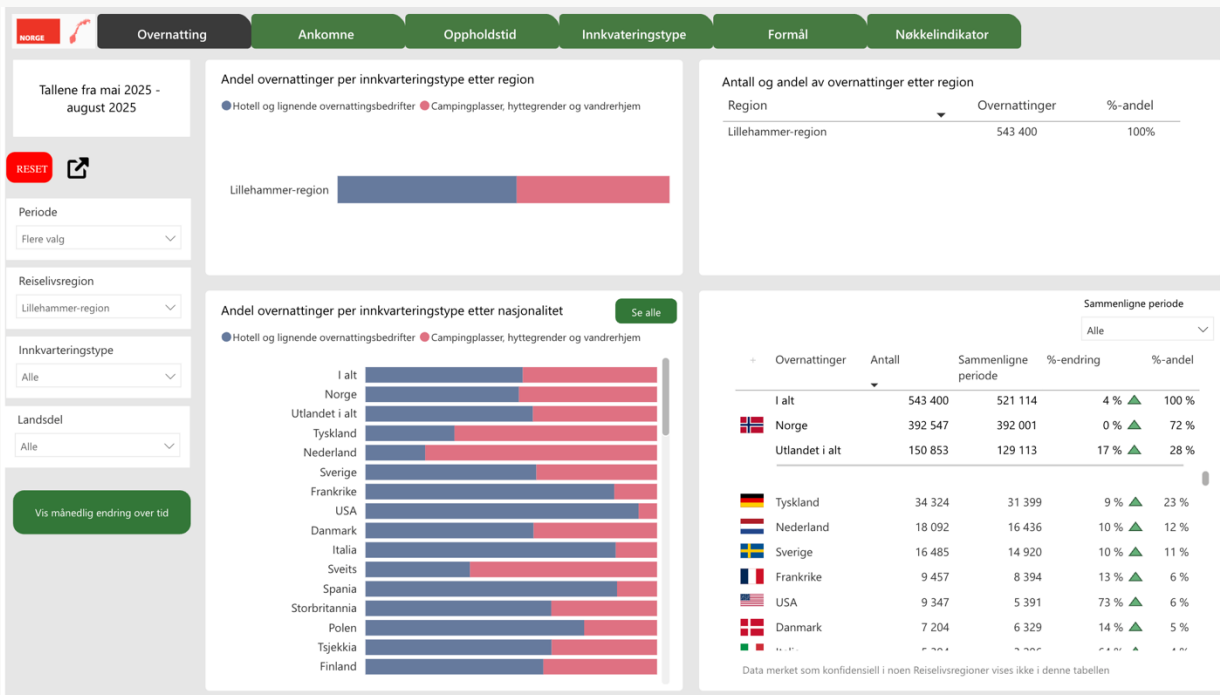 NORGE
Overnatting
Ankomne
Oppholdstid
Innkvateringstype
Formål
Nøkkelindikator
Tallene fra mai 2025 -
august 2025
RESET
Periode
Flere valg
Reiselivsregion
Lillehammer-region
Innkvarteringstype
Alle
Landsdel
Alle
Vis månedlig endring over tid
Andel overnattinger per innkvarteringstype etter region
Hotell og lignende overnattingsbedrifter Campingplasser, hyttegrender og vandrerhjem
Lillehammer-region
Antall og andel av overnattinger etter region
Region Overnattinger %-andel
Lillehammer-region 543 400 100%
Andel overnattinger per innkvarteringstype etter nasjonalitet
Se alle
Hotell og lignende overnattingsbedrifter Campingplasser, hyttegrender og vandrerhjem
I alt
Norge
Utlandet i alt
Tyskland
Nederland
Sverige
Frankrike
USA
Danmark
Italia
Sveits
Spania
Storbritannia
Polen
Tsjekkia
Finland
Sammenligne periode
Alle
+ Overnattinger Antall Sammenligne %-endring %-andel
periode
I alt 543 400 521 114 4 % 100 %
Norge 392 547 392 001 0 % 72 %
Utlandet i alt 150 853 129 113 17 % 28 %
Tyskland 34 324 31 399 9 % 23 %
Nederland 18 092 16 436 10 % 12 %
Sverige 16 485 14 920 10 % 11 %
Frankrike 9 457 8 394 13 % 6 %
USA 9 347 5 391 73 % 6 %
Danmark 7 204 6 329 14 % 5 %
Data merket som konfidensiell i noen Reiselivsregioner vises ikke i denne tabellen